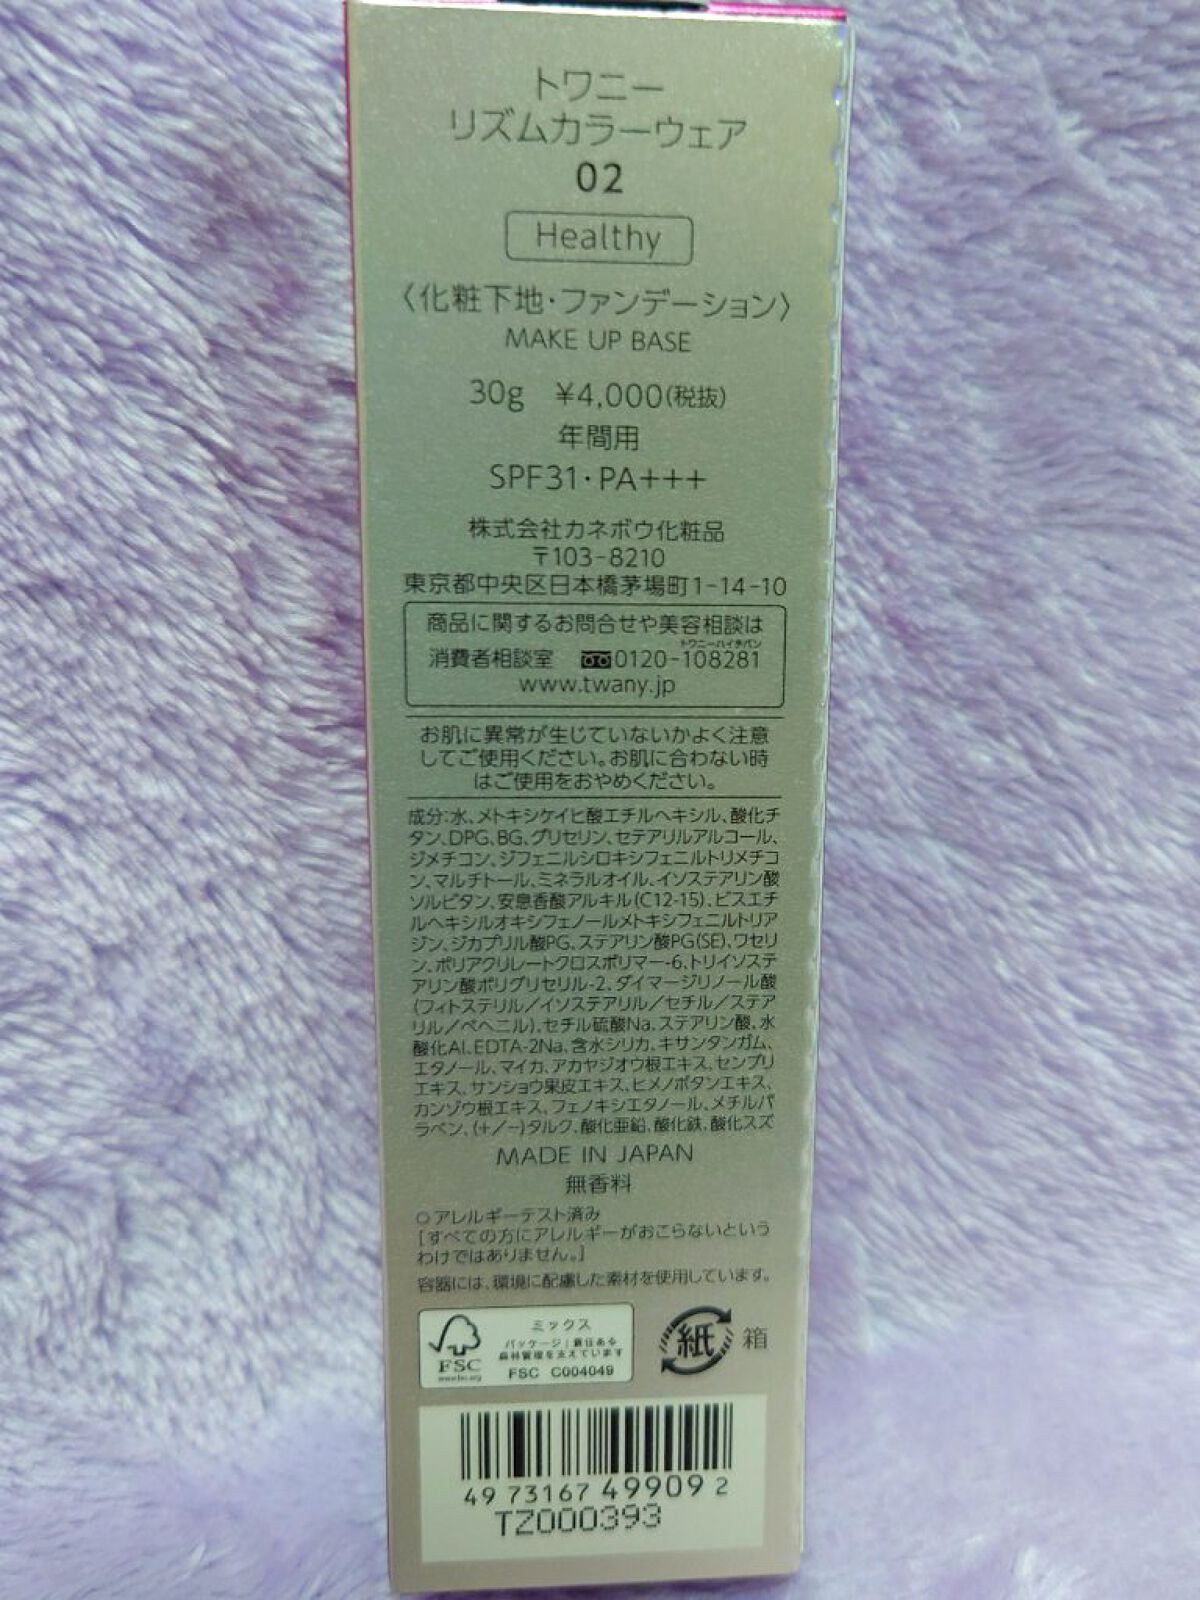 トワニー
リズムカラーウェア
02
Healthy
〈化粧下地・ファンデーション〉
MAKE UP BASE
30g ¥4,000(税抜)
年間用
SPF31・PA+++
株式会社カネボウ化粧品
〒103-8210
東京都中央区日本橋茅場町1-14-10
商品に関するお問合せや美容相談は
トワニーハイチバン
消費者相談室 0120-108281
www.twany.jp
お肌に異常が生じていないかよく注意
してご使用ください。お肌に合わない時
はご使用をおやめください。
成分:水、メトキシケイヒ酸エチルヘキシル、酸化チ
タン、DPG、BG、グリセリン、セテアリルアルコール、
ジメチコン、ジフェニルシロキシフェニルトリメチコ
ン、マルチトール、ミネラルオイル、イソステアリン酸
ソルビタン、安息香酸アルキル(C12-15)、ビスエチ
ルヘキシルオキシフェノールメトキシフェニルトリア
ジン、ジカプリル酸PG、ステアリン酸PG(SE)、ワセリ
ン、ポリアクリレートクロスポリマー-6、トリイソステ
アリン酸ポリグリセリル-2、ダイマージリノール酸
(フィトステリル/イソステアリル/セチル/ステア
リル/ベヘニル)、セチル硫酸Na、ステアリン酸、水
酸化Al、EDTA-2Na、含水シリカ、キサンタンガム、
エタノール、マイカ、アカヤジオウ根エキス、センブリ
エキス、サンショウ果皮エキス、ヒメノボタンエキス、
カンゾウ根エキス、フェノキシエタノール、メチルパ
ラベン、(+/-)タルク、酸化亜鉛、酸化鉄、酸化スズ
MADE IN JAPAN
無香料
○アレルギーテスト済み
[すべての方にアレルギーがおこらないという
わけではありません。]
容器には、環境に配慮した素材を使用しています。
ミックス
パッケージ｜責任ある
森林管理を支えています
FSC C004049
FSC
www.fsc.org
紙 箱
4973167499092
TZ000393